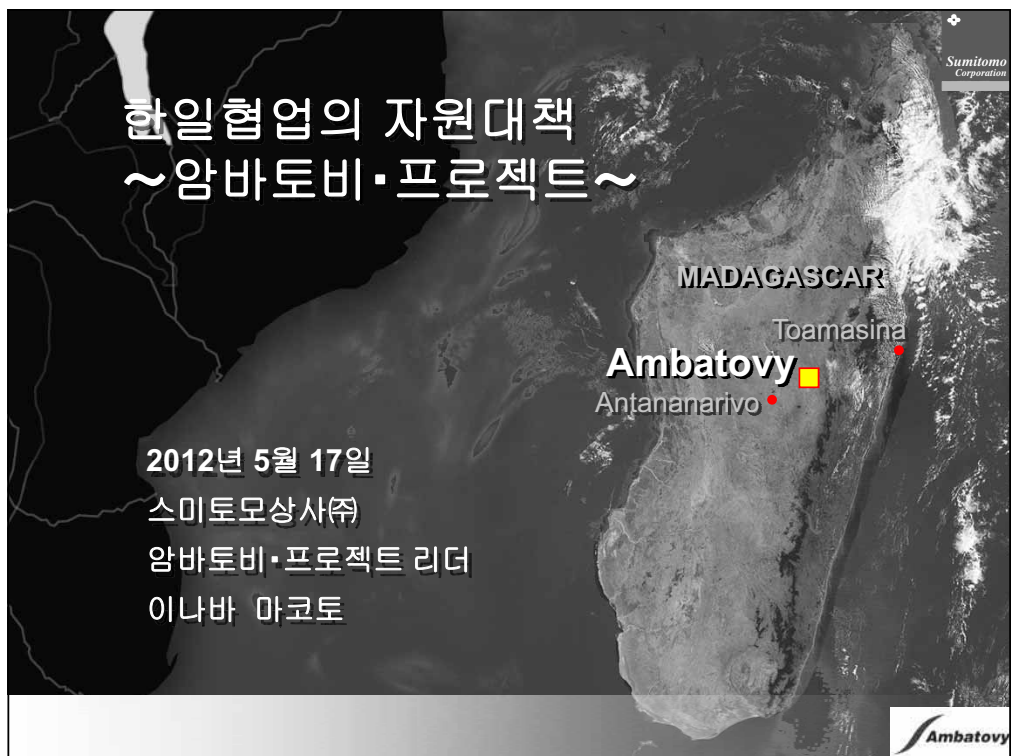 Sumitomo
Corporation
한일협업의 자원대책
～암바토비▪프로젝트～
MADAGASCAR
Toamasina
Ambatovy
Antananarivo
2012년 5월 17일
스미토모상사㈜
암바토비▪프로젝트 리더
이나바 마코토
Ambatovy